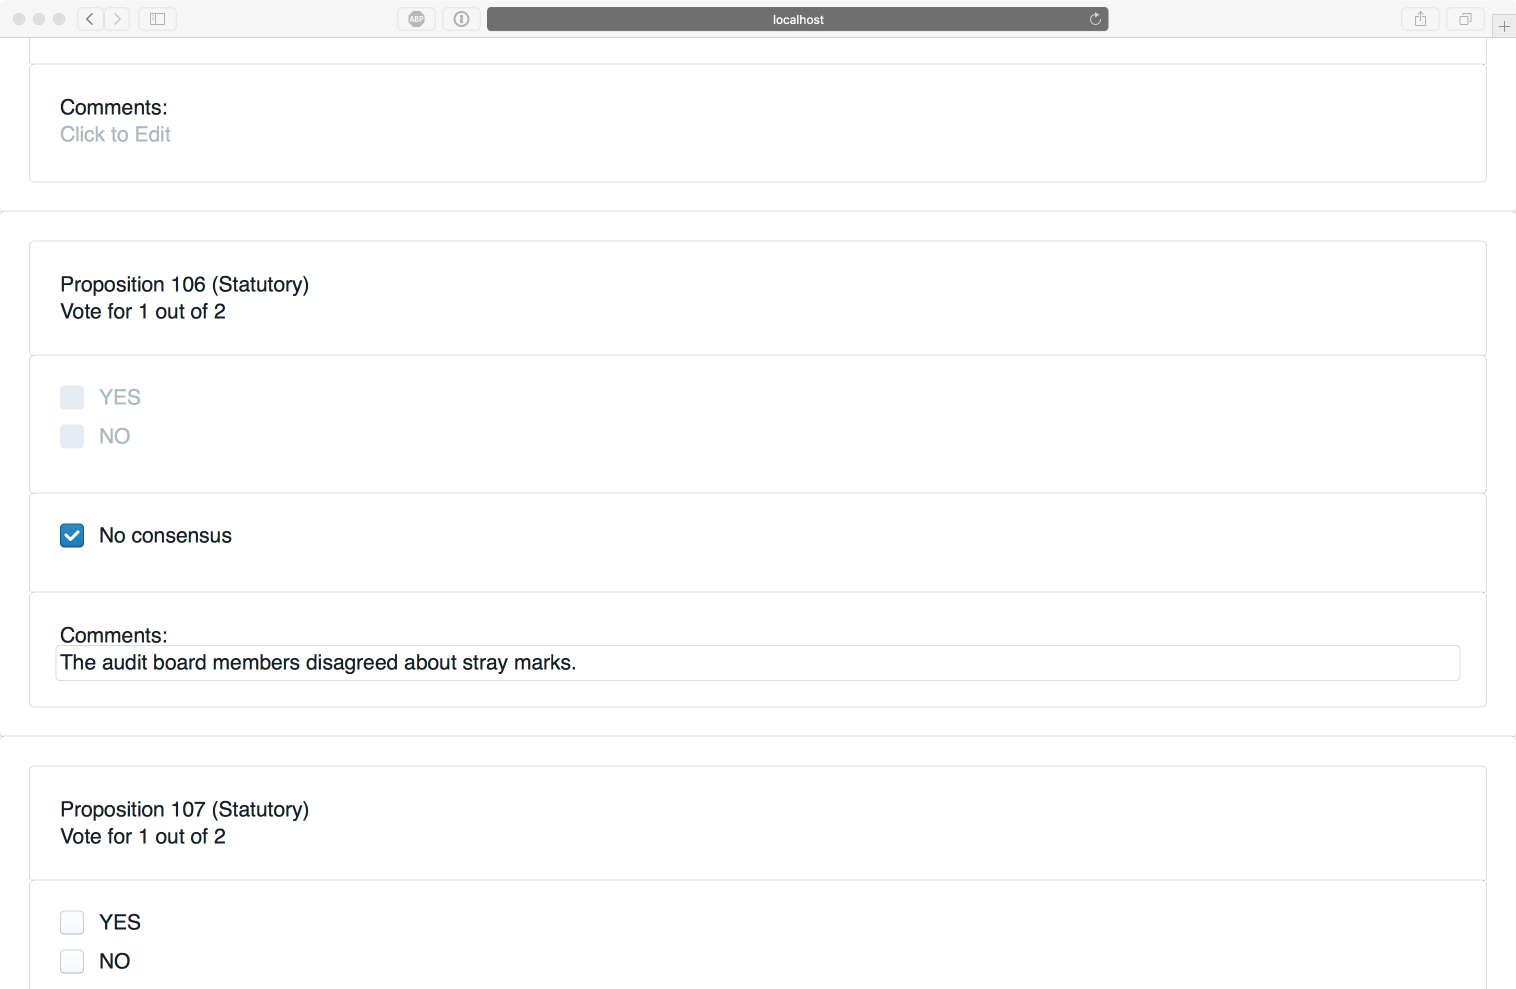 ABP
localhost
Comments:
Click to Edit
Proposition 106 (Statutory)
Vote for 1 out of 2
YES
NO
No consensus
Comments:
The audit board members disagreed about stray marks.
Proposition 107 (Statutory)
Vote for 1 out of 2
YES
NO